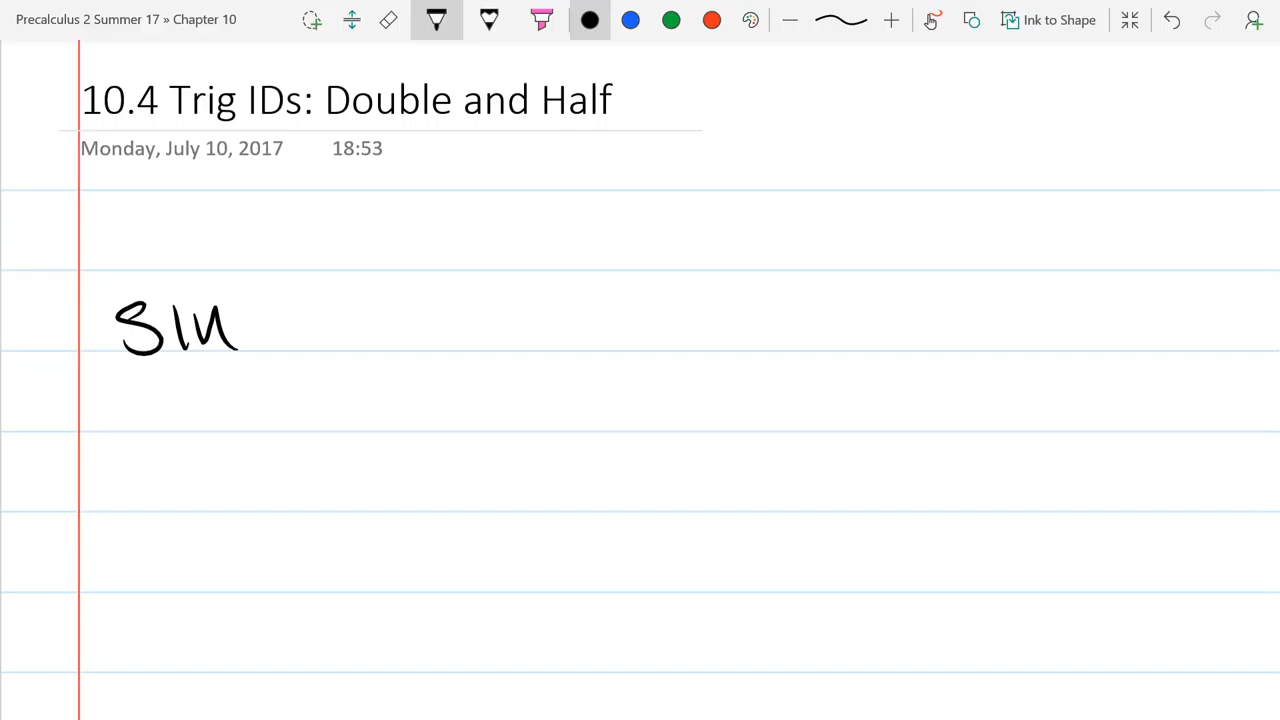 Precalculus 2 Summer 17 » Chapter 10
Ink to Shape
10.4 Trig IDs: Double and Half
Monday, July 10, 2017 18:53
sin